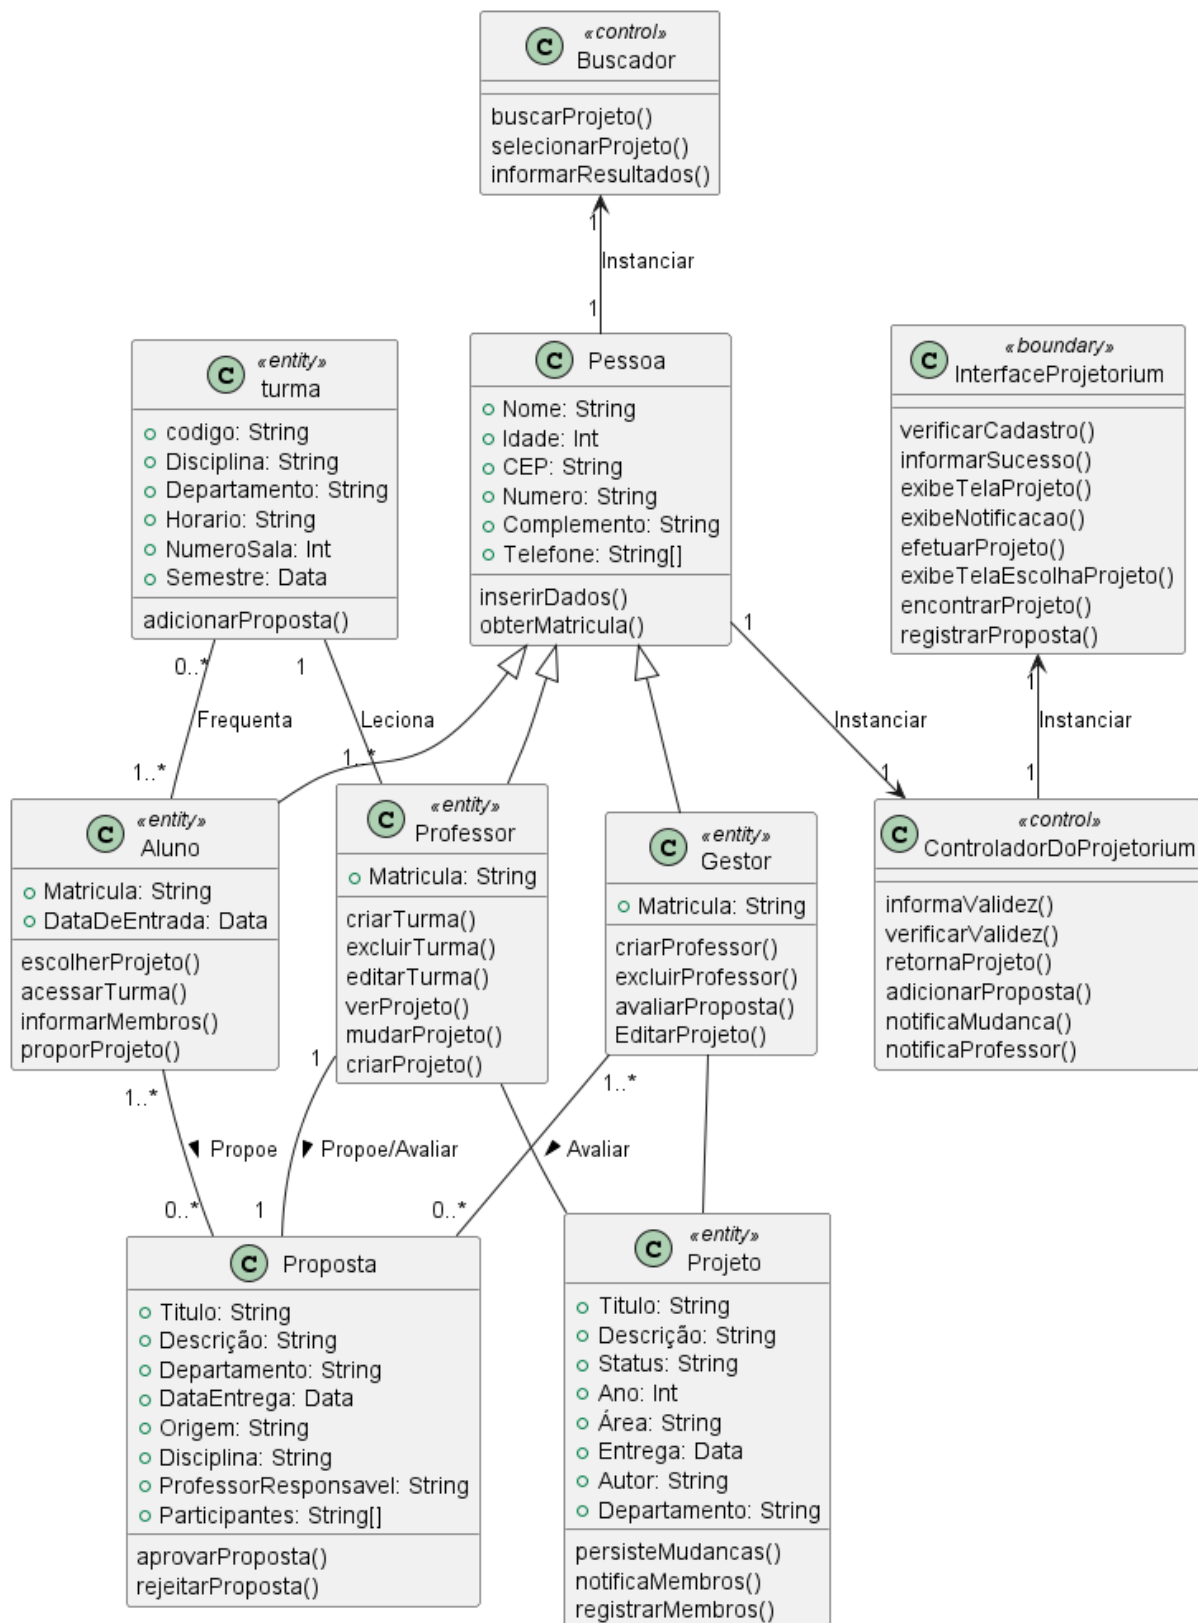 «control»
Buscador
buscarProjeto()
selecionarProjeto()
informarResultados()
1
Instanciar
1
«entity»
turma
codigo: String
Disciplina: String
Departamento: String
Horario: String
NumeroSala: Int
Semestre: Data
adicionarProposta()
C
Pessoa
Nome: String
Idade: Int
CEP: String
Numero: String
Complemento: String
Telefone: String[]
inserirDados()
obterMatricula()
«boundary»
InterfaceProjetorium
verificarCadastro()
informarSucesso()
exibeTelaProjeto()
exibeNotificacao()
efetuarProjeto()
exibeTelaEscolhaProjeto()
encontrarProjeto()
registrarProposta()
0..*
Frequenta
1..*
1
Leciona
1..*
1
Instanciar
1
1
Instanciar
1
«entity»
Aluno
Matricula: String
DataDeEntrada: Data
escolherProjeto()
acessarTurma()
informarMembros()
proporProjeto()
«entity»
Professor
Matricula: String
criarTurma()
excluirTurma()
editarTurma()
verProjeto()
mudarProjeto()
criarProjeto()
«entity»
Gestor
Matricula: String
criarProfessor()
excluirProfessor()
avaliarProposta()
EditarProjeto()
«control»
ControladorDoProjetorium
informaValidez()
verificarValidez()
retornaProjeto()
adicionarProposta()
notificaMudanca()
notificaProfessor()
1..*
Propoe
0..*
1
Propoe/Avaliar
1
1..*
Avaliar
0..*
C
Proposta
Titulo: String
Descrição: String
Departamento: String
DataEntrega: Data
Origem: String
Disciplina: String
ProfessorResponsavel: String
Participantes: String[]
aprovarProposta()
rejeitarProposta()
«entity»
Projeto
Titulo: String
Descrição: String
Status: String
Ano: Int
Área: String
Entrega: Data
Autor: String
Departamento: String
persisteMudancas()
notificaMembros()
registrarMembros()